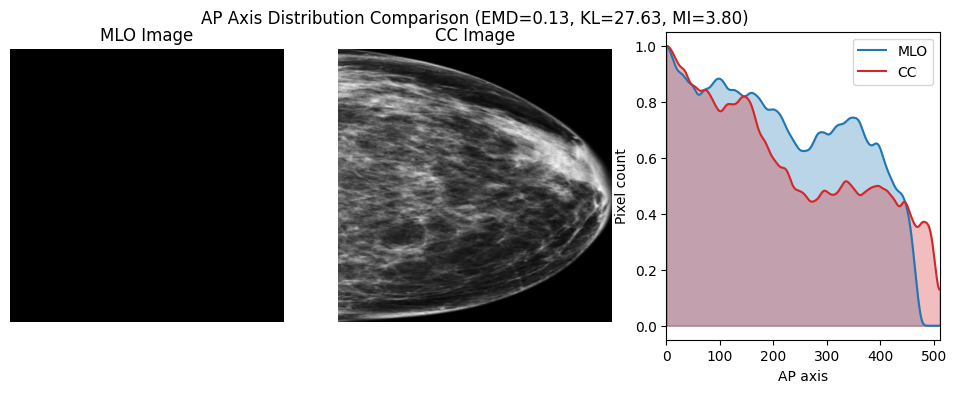 AP Axis Distribution Comparison (EMD=0.13, KL=27.63, MI=3.80)
MLO Image
CC Image
MLO
CC
1.0
0.8
0.6
0.4
0.2
0.0
Pixel count
0 100 200 300 400 500
AP axis